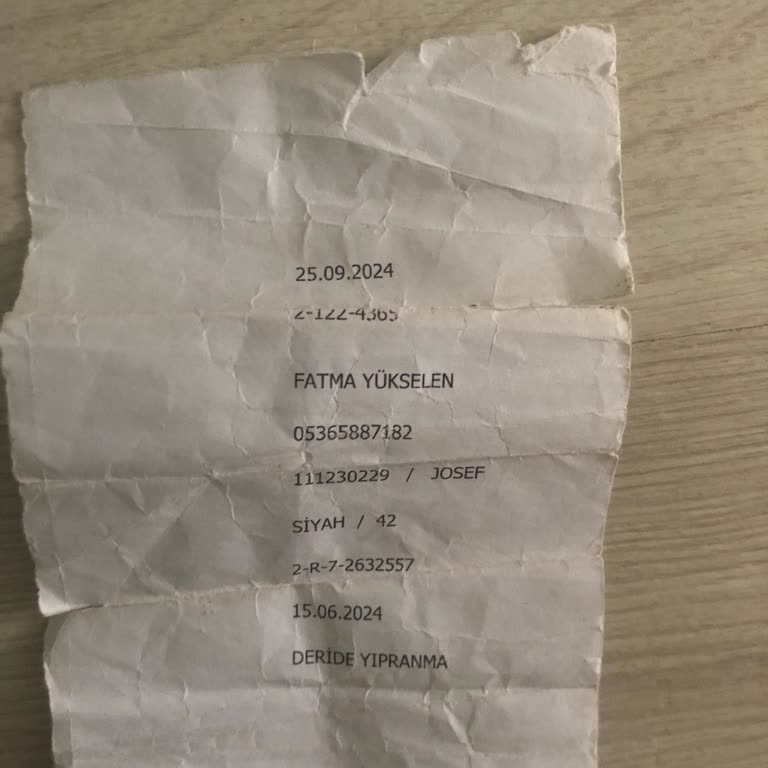 25.09.2024
2-122-4365
FATMA YÜKSELEN
05365887182
111230229 / JOSEF
SİYAH / 42
2-R-7-2632557
15.06.2024
DERİDE YIPRANMA